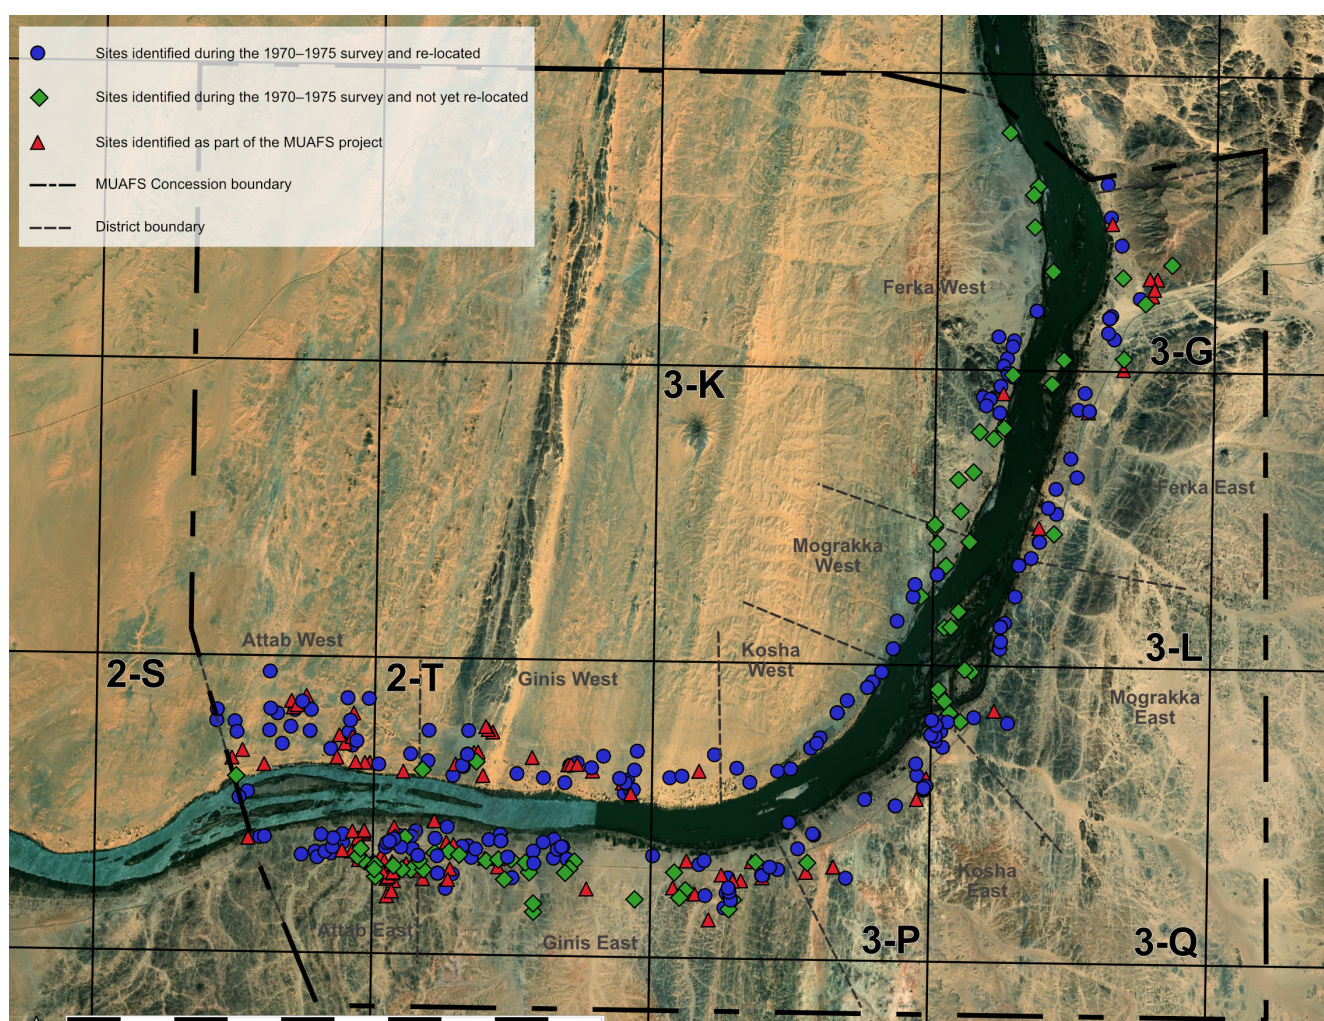 Sites identified during the 1970–1975 survey and re-located
Sites identified during the 1970–1975 survey and not yet re-located
Sites identified as part of the MUAFS project
MUAFS Concession boundary
District boundary
Ferka West
3-G
3-K
Ferka East
Mograkka
West
Attab West
Kosha
West
3-L
2-S
2-T
Ginis West
Mograkka
East
Kosha
East
Attab East
Ginis East
3-P
3-Q